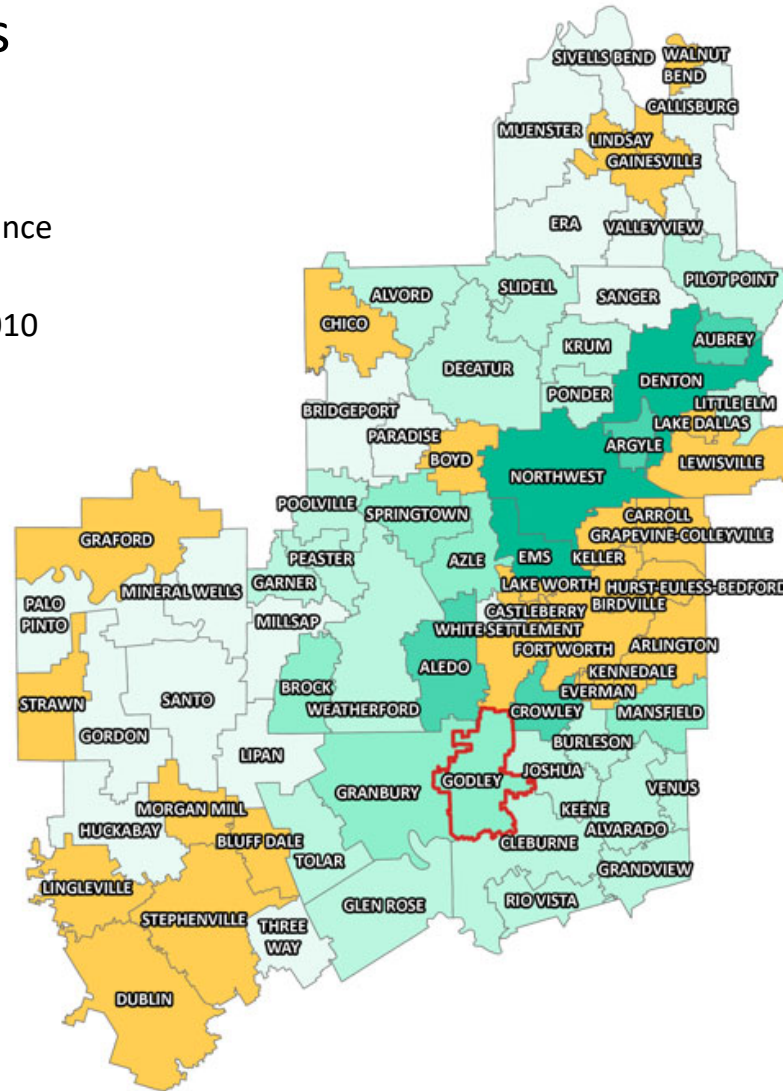 s
SIVELLS BEND
WALNUT
BEND
CALLISBURG
MUENSTER
LINDSAY
GAINESVILLE
nce
ERA
VALLEY VIEW
PILOT POINT
SLIDELL
ALVORD
SANGER
010
CHICO
AUBREY
KRUM
DECATUR
DENTON
PONDER
LITTLE ELM
BRIDGEPORT
LAKE DALLAS
PARADISE
ARGYLE
BOYD
LEWISVILLE
NORTHWEST
POOLVILLE
SPRINGTOWN
CARROLL
GRAPEVINE-COLLEYVILLE
GRAFORD
PEASTER
AZLE
EMS
KELLER
GARNER
LAKE WORTH
HURST-EULESS-BEDFORD
MINERAL WELLS
PALO
PINTO
CASTLEBERRY
BIRDVILLE
MILLSAP
WHITE SETTLEMENT
FORT WORTH
ARLINGTON
ALEDO
KENNEDALE
BROCK
EVERMAN
STRAWN
SANTO
WEATHERFORD
CROWLEY
MANSFIELD
GORDON
BURLESON
LIPAN
JOSHUA
GODLEY
VENUS
GRANBURY
KEENE
MORGAN MILL
HUCKABAY
ALVARADO
BLUFF DALE
CLEBURNE
TOLAR
GRANDVIEW
LINGLEVILLE
GLEN ROSE
RIO VISTA
STEPHENVILLE
THREE
WAY
DUBLIN